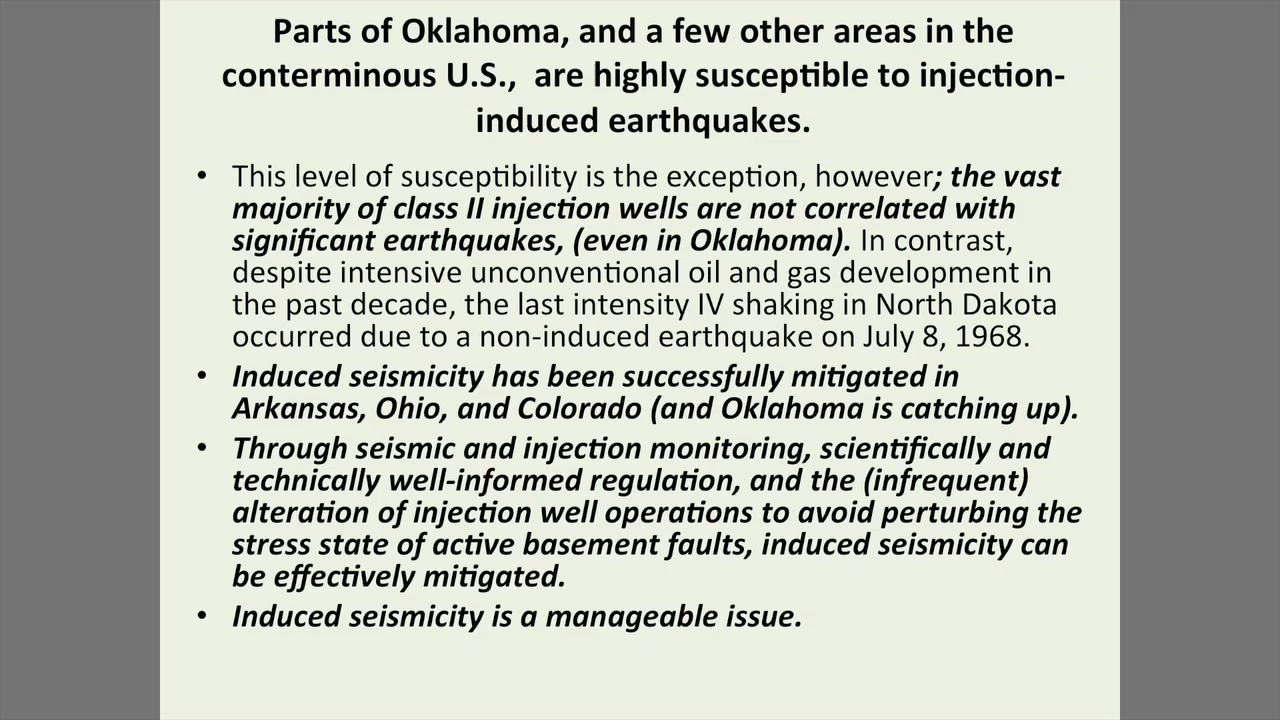 Parts of Oklahoma, and a few other areas in the
conterminous U.S.,  are highly susceptible to injection-
induced earthquakes.
• This level of susceptibility is the exception, however; the vast
majority of class II injection wells are not correlated with
significant earthquakes, (even in Oklahoma). In contrast,
despite intensive unconventional oil and gas development in
the past decade, the last intensity IV shaking in North Dakota
occurred due to a non-induced earthquake on July 8, 1968.
• Induced seismicity has been successfully mitigated in
Arkansas, Ohio, and Colorado (and Oklahoma is catching up).
• Through seismic and injection monitoring, scientifically and
technically well-informed regulation, and the (infrequent)
alteration of injection well operations to avoid perturbing the
stress state of active basement faults, induced seismicity can
be effectively mitigated.
• Induced seismicity is a manageable issue.